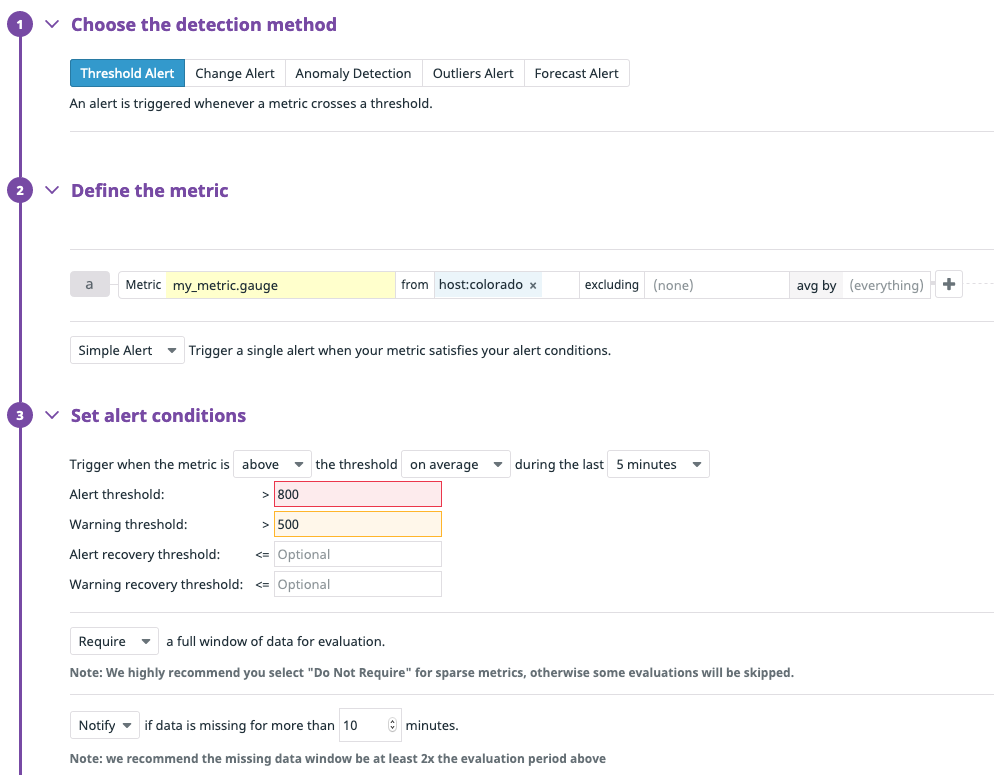 1 Choose the detection method
Threshold Alert Change Alert Anomaly Detection Outliers Alert Forecast Alert
An alert is triggered whenever a metric crosses a threshold.
2 Define the metric
a Metric my_metric.gauge from host:colorado × excluding (none) avg by (everything) +
Simple Alert Trigger a single alert when your metric satisfies your alert conditions.
3 Set alert conditions
Trigger when the metric is above the threshold on average during the last 5 minutes
Alert threshold: > 800
Warning threshold: > 500
Alert recovery threshold: <= Optional
Warning recovery threshold: <= Optional
Require a full window of data for evaluation.
Note: We highly recommend you select "Do Not Require" for sparse metrics, otherwise some evaluations will be skipped.
Notify if data is missing for more than 10 minutes.
Note: we recommend the missing data window be at least 2x the evaluation period above